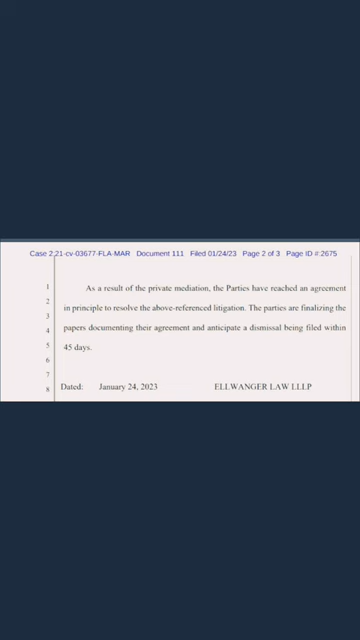 Case 2:21-cv-03677-FLA-MAR Document 111 Filed 01/24/23 Page 2 of 3 Page ID #:2675
1 As a result of the private mediation, the Parties have reached an agreement
2 in principle to resolve the above-referenced litigation. The parties are finalizing the
3
4 papers documenting their agreement and anticipate a dismissal being filed within
5 45 days.
6
7
8 Dated: January 24, 2023 ELLWANGER LAW LLLP